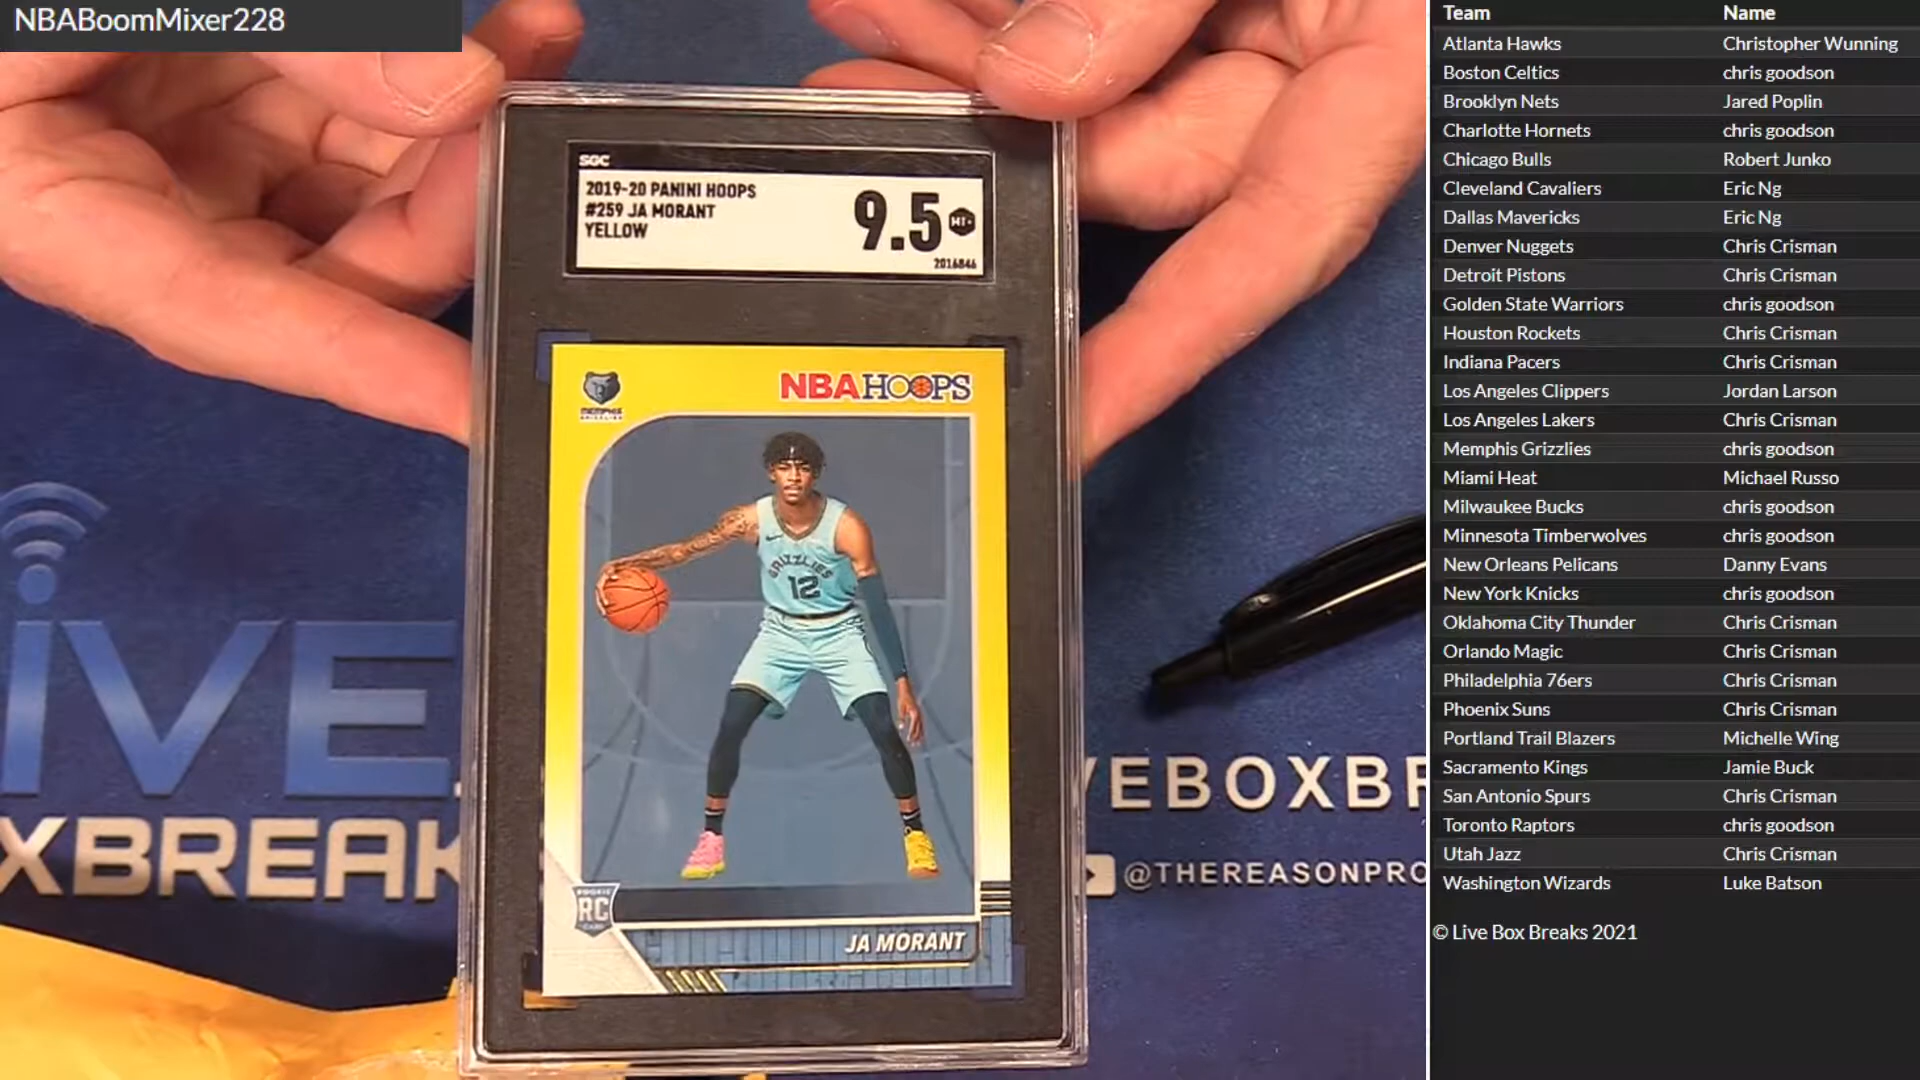 NBABoomMixer228
SGC
2019-20 PANINI HOOPS
#259 JA MORANT
YELLOW
9.5
MT+
2016846
NBA HOOPS
MEMPHIS
GRIZZLIES
GRIZZLIES
12
ROOKIE
RC
CARD
JA MORANT
iVE
XBREAK
VEBOXBR
@THEREASONPRO
Team Name
Atlanta Hawks Christopher Wunning
Boston Celtics chris goodson
Brooklyn Nets Jared Poplin
Charlotte Hornets chris goodson
Chicago Bulls Robert Junko
Cleveland Cavaliers Eric Ng
Dallas Mavericks Eric Ng
Denver Nuggets Chris Crisman
Detroit Pistons Chris Crisman
Golden State Warriors chris goodson
Houston Rockets Chris Crisman
Indiana Pacers Chris Crisman
Los Angeles Clippers Jordan Larson
Los Angeles Lakers Chris Crisman
Memphis Grizzlies chris goodson
Miami Heat Michael Russo
Milwaukee Bucks chris goodson
Minnesota Timberwolves chris goodson
New Orleans Pelicans Danny Evans
New York Knicks chris goodson
Oklahoma City Thunder Chris Crisman
Orlando Magic Chris Crisman
Philadelphia 76ers Chris Crisman
Phoenix Suns Chris Crisman
Portland Trail Blazers Michelle Wing
Sacramento Kings Jamie Buck
San Antonio Spurs Chris Crisman
Toronto Raptors chris goodson
Utah Jazz Chris Crisman
Washington Wizards Luke Batson
© Live Box Breaks 2021